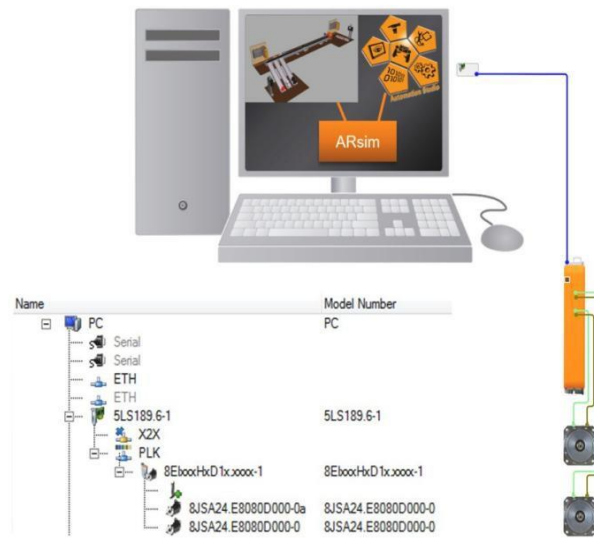 Automation Studio
ARsim
Name Model Number
PC PC
Serial
Serial
ETH
ETH
5LS189.6-1 5LS189.6-1
X2X
PLK
8EIxxxHxD1x.xxxx-1 8EIxxxHxD1x.xxxx-1
8JSA24.E8080D000-0a 8JSA24.E8080D000-0
8JSA24.E8080D000-0 8JSA24.E8080D000-0